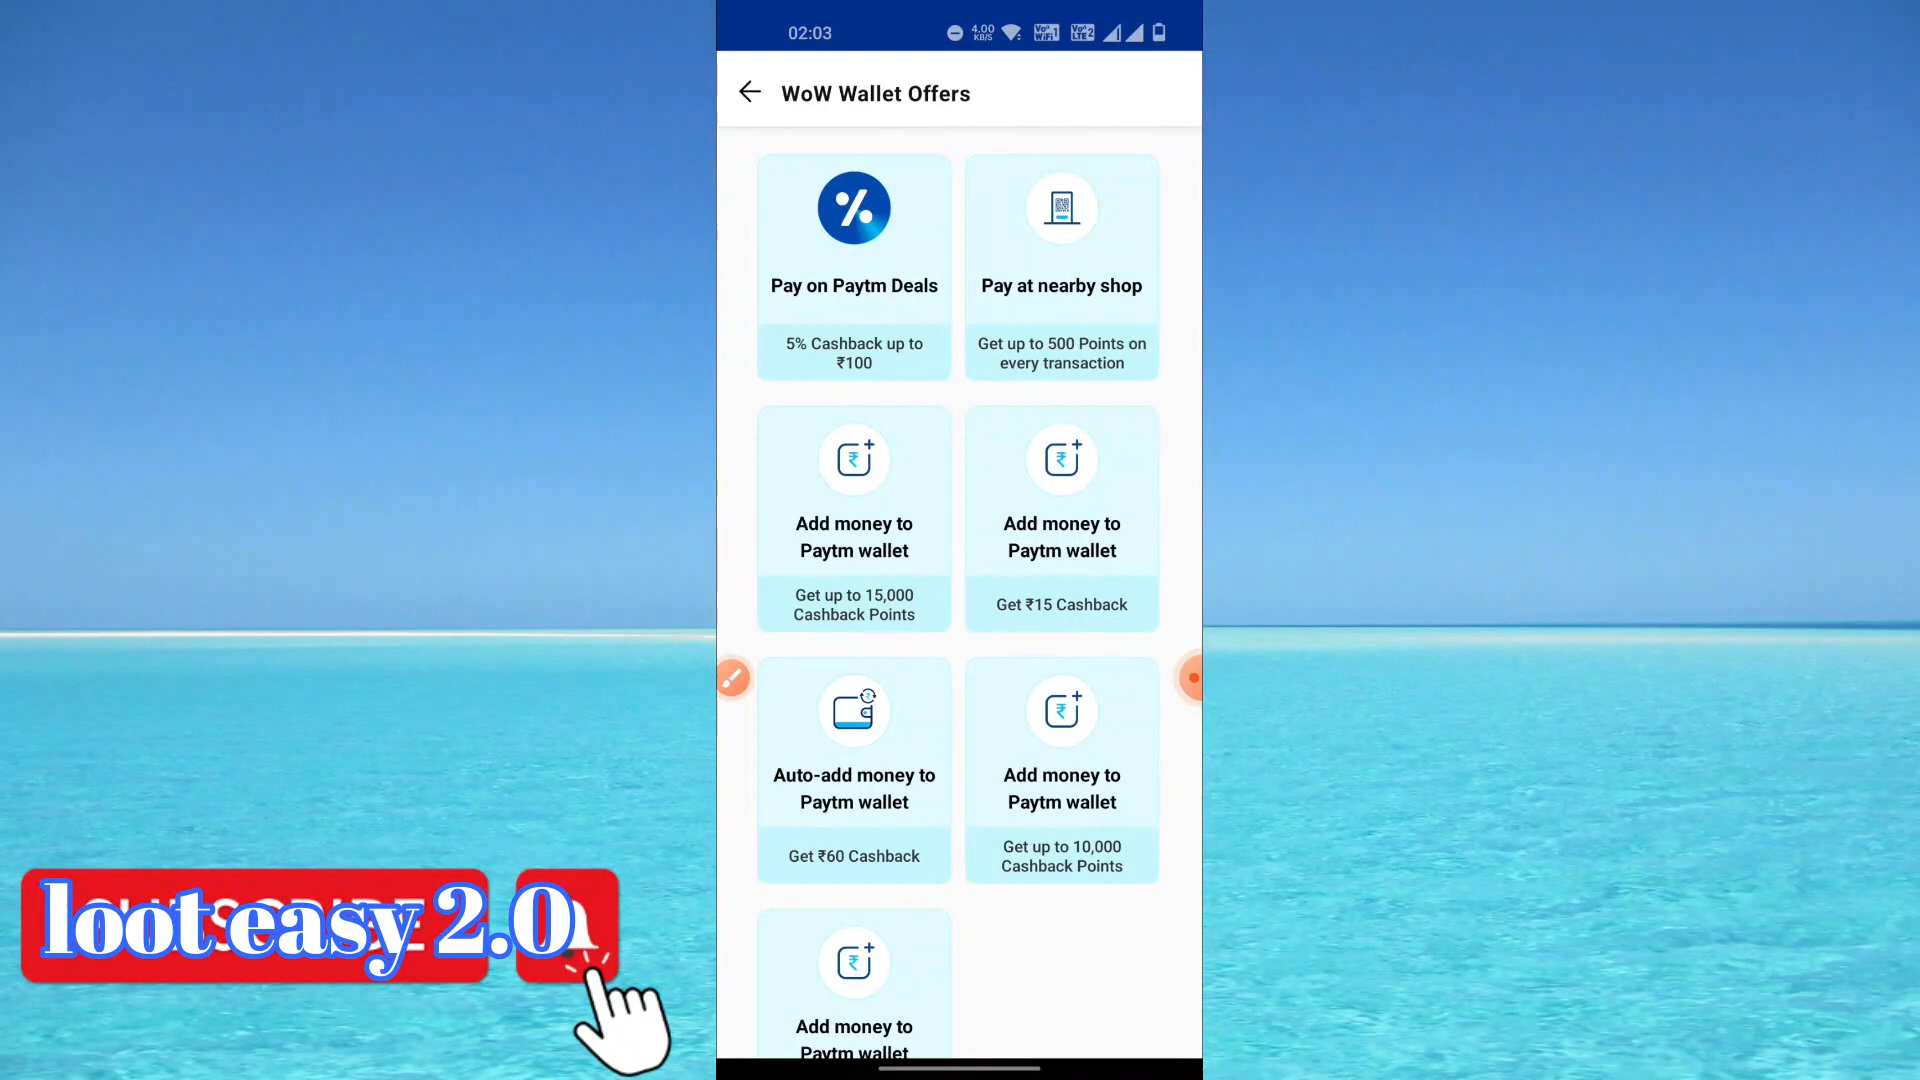 02:03
4.00
KB/S
WoW Wallet Offers
Pay on Paytm Deals
5% Cashback up to
₹100
Pay at nearby shop
Get up to 500 Points on
every transaction
Add money to
Paytm wallet
Get up to 15,000
Cashback Points
Add money to
Paytm wallet
Get ₹15 Cashback
Auto-add money to
Paytm wallet
Get ₹60 Cashback
Add money to
Paytm wallet
Get up to 10,000
Cashback Points
Add money to
Paytm wallet
loot easy 2.0